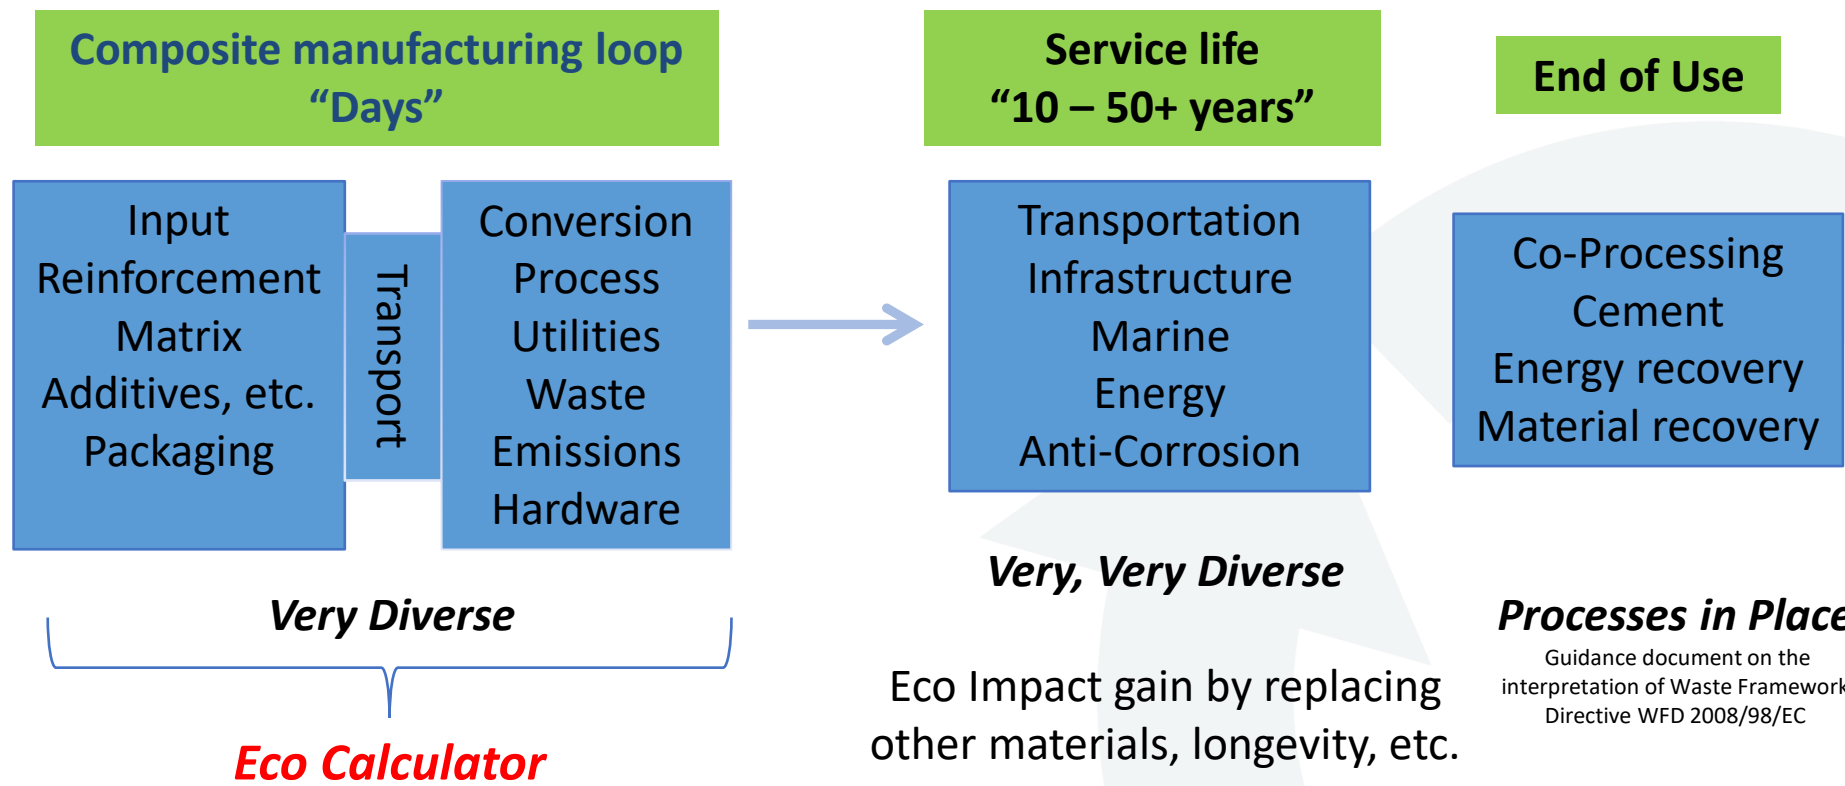 Composite manufacturing loop
“Days”
Service life
“10 – 50+ years”
End of Use
Input
Reinforcement
Matrix
Additives, etc.
Packaging
Transport
Conversion
Process
Utilities
Waste
Emissions
Hardware
Transportation
Infrastructure
Marine
Energy
Anti-Corrosion
Co-Processing
Cement
Energy recovery
Material recovery
Very Diverse
Eco Calculator
Very, Very Diverse
Eco Impact gain by replacing
other materials, longevity, etc.
Processes in Place
Guidance document on the
interpretation of Waste Framework
Directive WFD 2008/98/EC